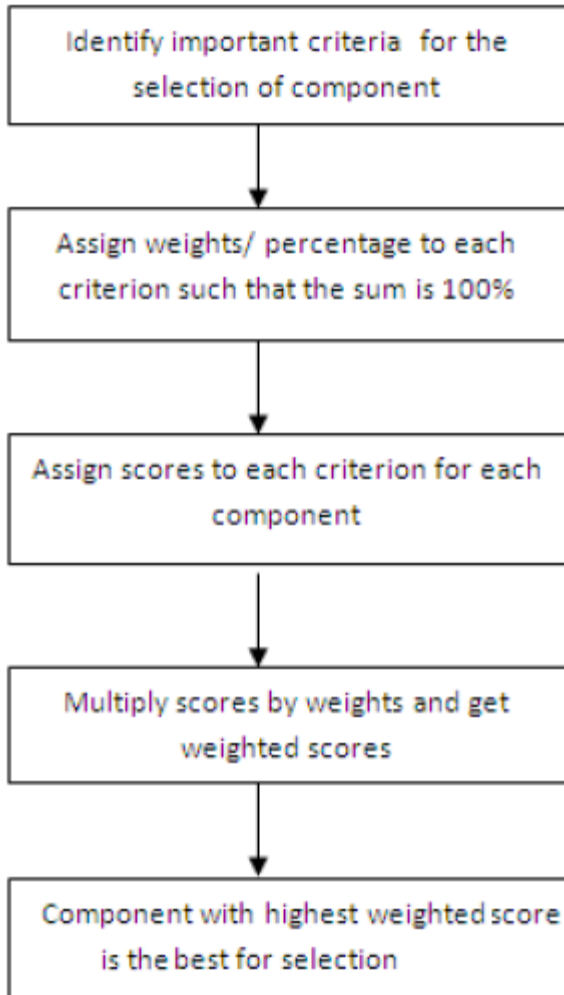 Identify important criteria for the
selection of component
Assign weights/ percentage to each
criterion such that the sum is 100%
Assign scores to each criterion for each
component
Multiply scores by weights and get
weighted scores
Component with highest weighted score
is the best for selection